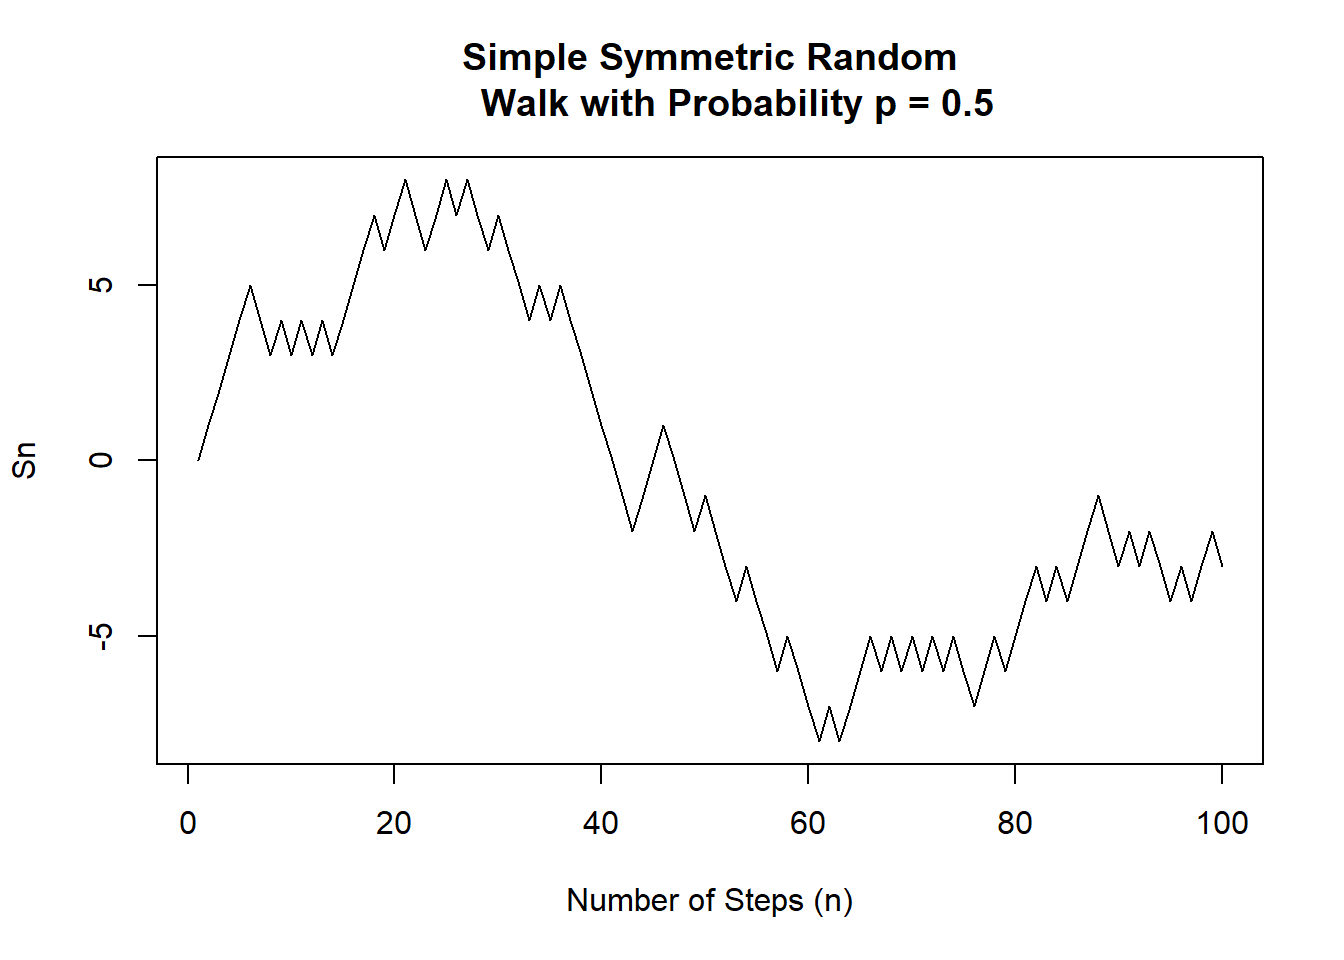 Simple Symmetric Random
Walk with Probability p = 0.5
5
0
-5
Sn
0 20 40 60 80 100
Number of Steps (n)